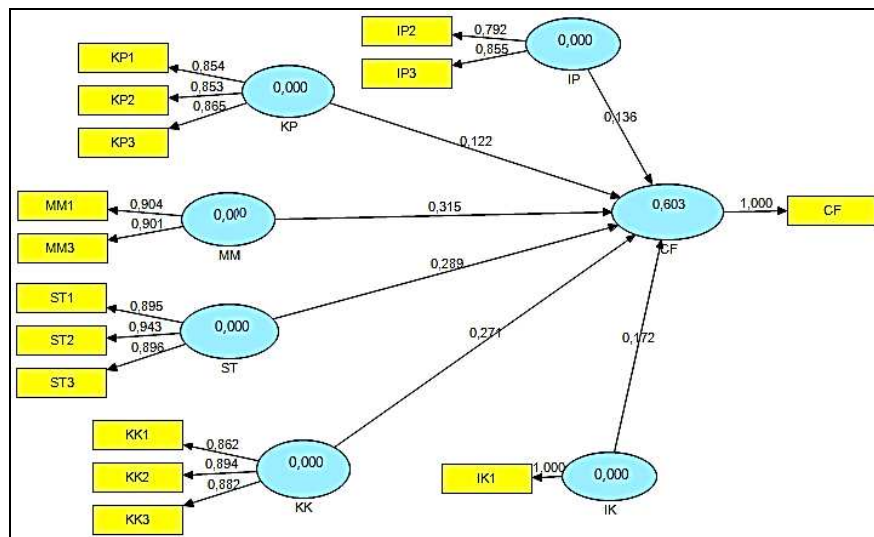 KP1
KP2
KP3
0,854
0,853
0,865
0,000
KP
IP2
IP3
0,792
0,855
0,000
IP
0,122
0,136
MM1
MM3
0,904
0,901
0,000
MM
0,315
0,603
CF
1,000
CF
ST1
ST2
ST3
0,895
0,943
0,896
0,000
ST
0,289
0,271
0,172
KK1
KK2
KK3
0,862
0,894
0,882
0,000
KK
IK1
1,000
0,000
IK